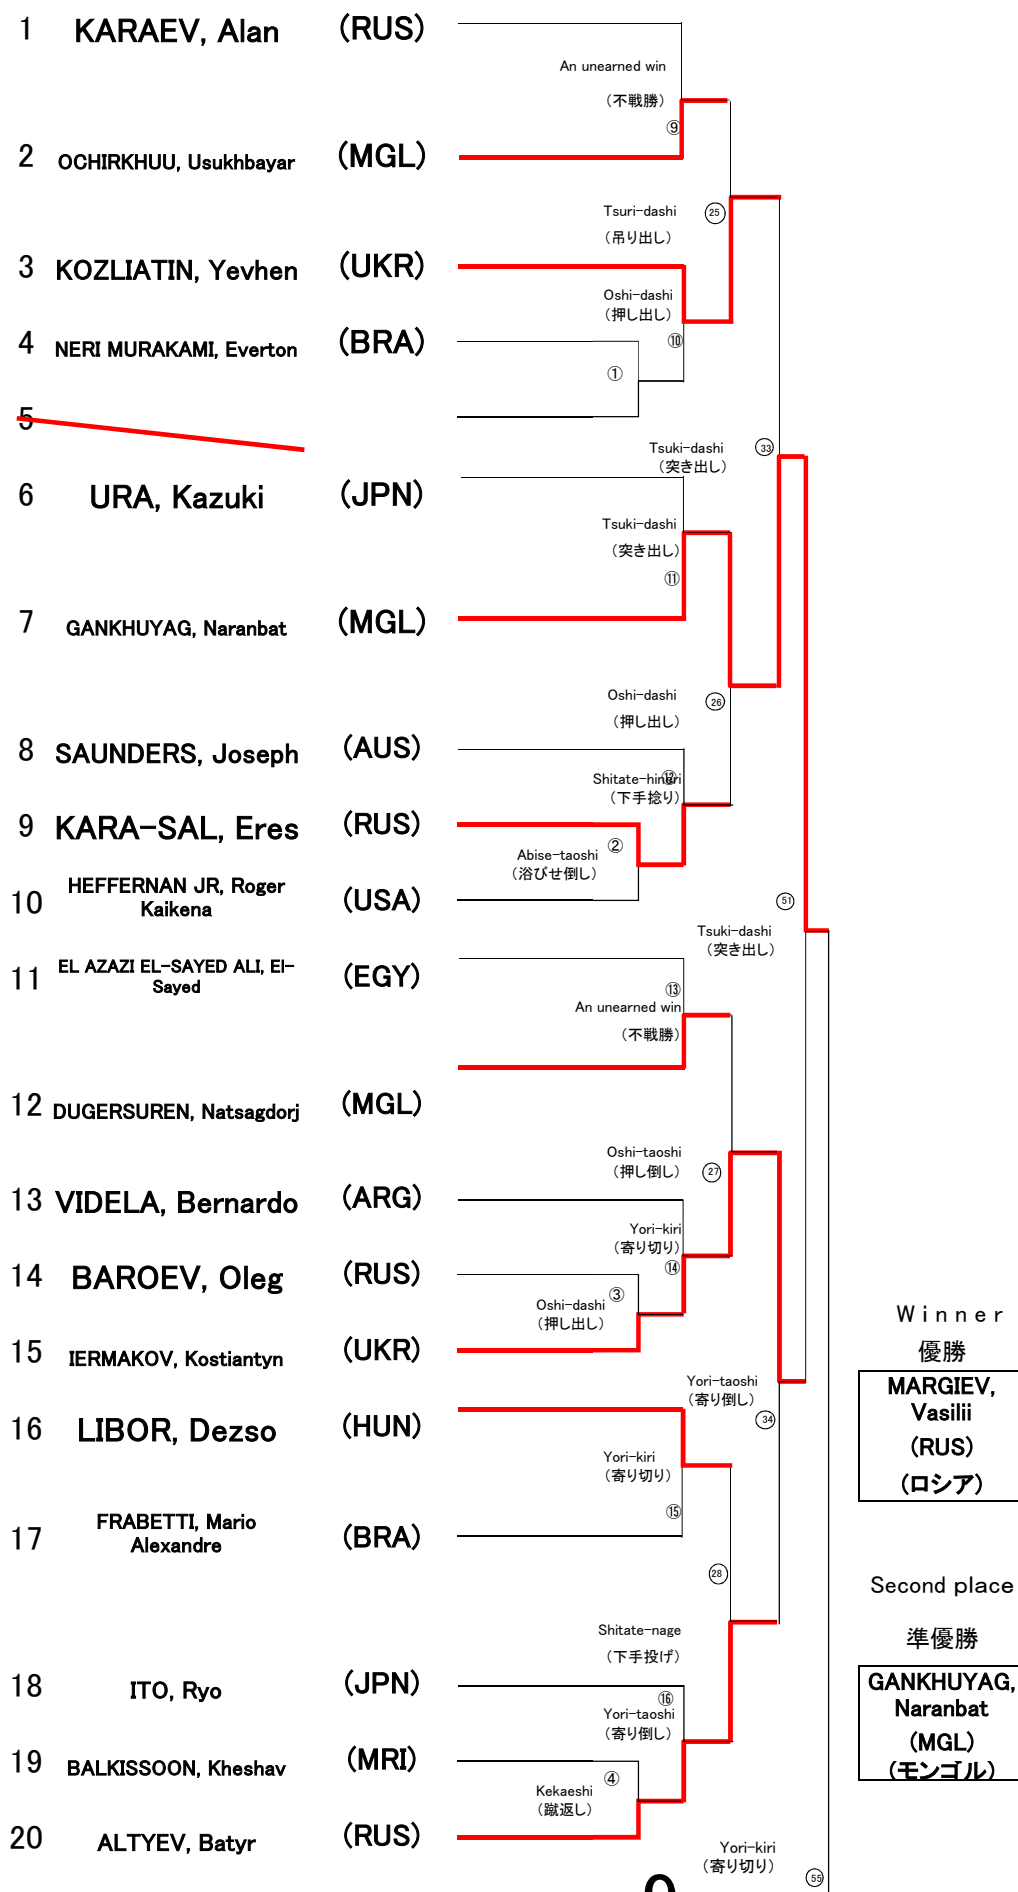 1 KARAEV, Alan (RUS)
An unearned win
（不戦勝）
⑨
2 OCHIRKHUU, Usukhbayar (MGL)
Tsuri-dashi
（吊り出し）
25
3 KOZLIATIN, Yevhen (UKR)
Oshi-dashi
（押し出し）
⑩
4 NERI MURAKAMI, Everton (BRA)
①
5
Tsuki-dashi
（突き出し）
33
6 URA, Kazuki (JPN)
Tsuki-dashi
（突き出し）
⑪
7 GANKHUYAG, Naranbat (MGL)
Oshi-dashi
（押し出し）
26
8 SAUNDERS, Joseph (AUS)
Shitate-hineri
（下手捻り）
⑫
9 KARA-SAL, Eres (RUS)
②
Abise-taoshi
（浴びせ倒し）
10 HEFFERNAN JR, Roger
Kaikena (USA)
51
Tsuki-dashi
（突き出し）
11 EL AZAZI EL-SAYED ALI, El-
Sayed (EGY)
⑬
An unearned win
（不戦勝）
12 DUGERSUREN, Natsagdorj (MGL)
Oshi-taoshi
（押し倒し）
27
13 VIDELA, Bernardo (ARG)
Yori-kiri
（寄り切り）
⑭
14 BAROEV, Oleg (RUS)
③
Oshi-dashi
（押し出し）
15 IERMAKOV, Kostiantyn (UKR)
Yori-taoshi
（寄り倒し）
34
16 LIBOR, Dezso (HUN)
Yori-kiri
（寄り切り）
⑮
17 FRABETTI, Mario
Alexandre (BRA)
28
Shitate-nage
（下手投げ）
18 ITO, Ryo (JPN)
⑯
Yori-taoshi
（寄り倒し）
19 BALKISSOON, Kheshav (MRI)
④
Kekaeshi
（蹴返し）
20 ALTYEV, Batyr (RUS)
Yori-kiri
（寄り切り）
55
Winner
優勝
MARGIEV,
Vasilii
(RUS)
(ロシア)
Second place
準優勝
GANKHUYAG,
Naranbat
(MGL)
(モンゴル)